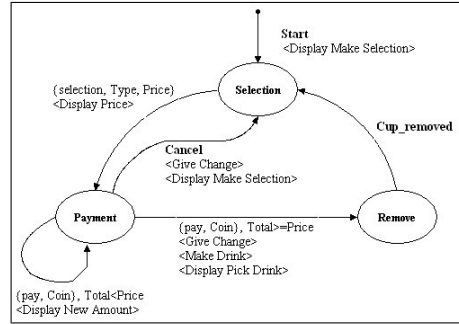 Start
<Display Make Selection>
Selection
{selection, Type, Price}
<Display Price>
Cup_removed
Cancel
<Give Change>
<Display Make Selection>
Payment
Remove
{pay, Coin}, Total>=Price
<Give Change>
<Make Drink>
<Display Pick Drink>
{pay, Coin}, Total<Price
<Display New Amount>